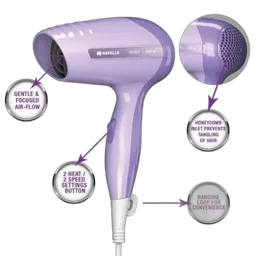 HAVELLS
GENTLE &
FOCUSED
AIR-FLOW
HONEYCOMB
INLET PREVENTS
TANGLING
OF HAIR
2 HEAT /
2 SPEED
SETTINGS
BUTTON
HANGING
LOOP FOR
CONVENIENCE